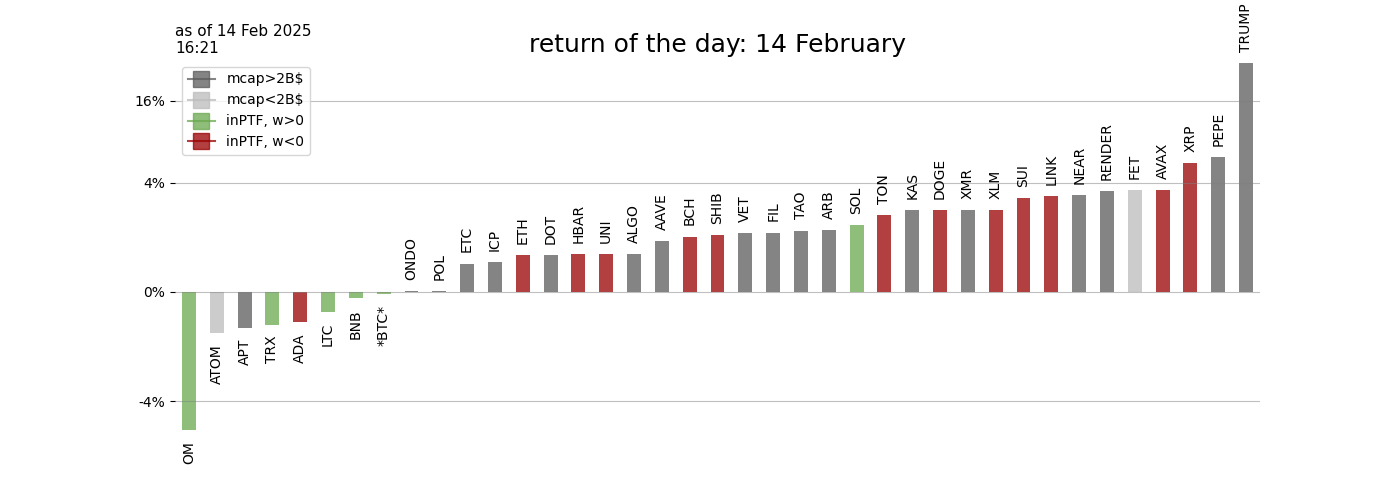 as of 14 Feb 2025
16:21
return of the day: 14 February
mcap>2B$
mcap<2B$
inPTF, w>0
inPTF, w<0
16%
4%
0%
-4%
OM
ATOM
APT
TRX
ADA
LTC
BNB
*BTC*
ONDO
POL
ETC
ICP
ETH
DOT
HBAR
UNI
ALGO
AAVE
BCH
SHIB
VET
FIL
TAO
ARB
SOL
TON
KAS
DOGE
XMR
XLM
SUI
LINK
NEAR
RENDER
FET
AVAX
XRP
PEPE
TRUMP